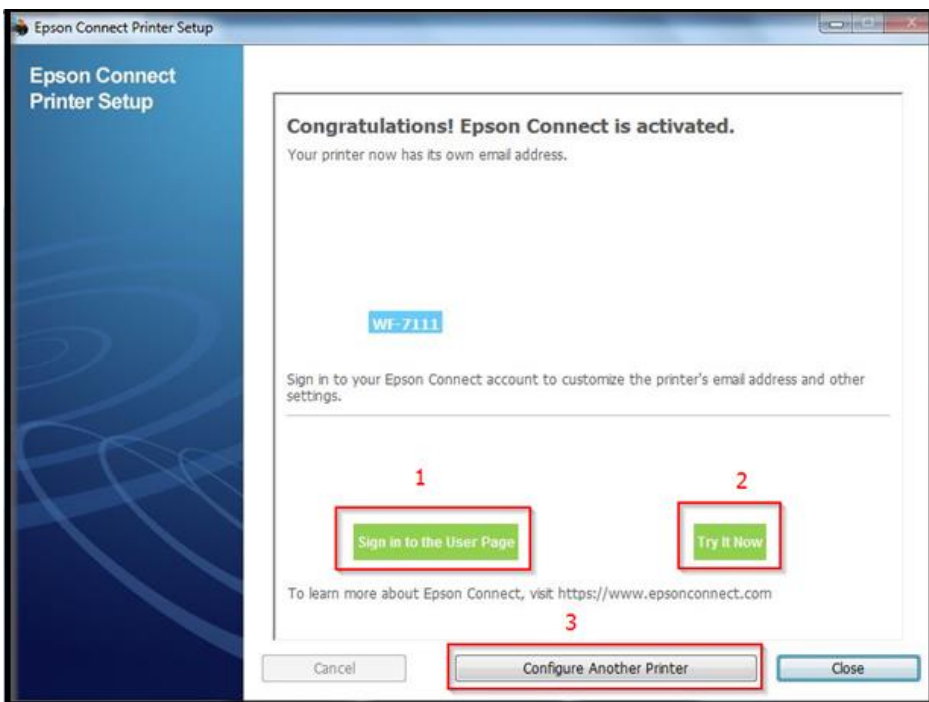 Epson Connect Printer Setup
Epson Connect
Printer Setup
Congratulations! Epson Connect is activated.
Your printer now has its own email address.
WF-7111
Sign in to your Epson Connect account to customize the printer's email address and other
settings.
1
2
Sign in to the User Page
Try It Now
To learn more about Epson Connect, visit https://www.epsonconnect.com
3
Cancel
Configure Another Printer
Close